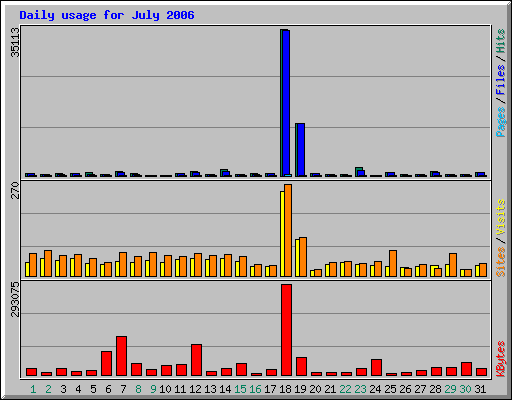 Daily usage for July 2006
35113
Pages/Files/Hits
270
Sites/Visits
293075
KBytes
1 2 3 4 5 6 7 8 9 10 11 12 13 14 15 16 17 18 19 20 21 22 23 24 25 26 27 28 29 30 31